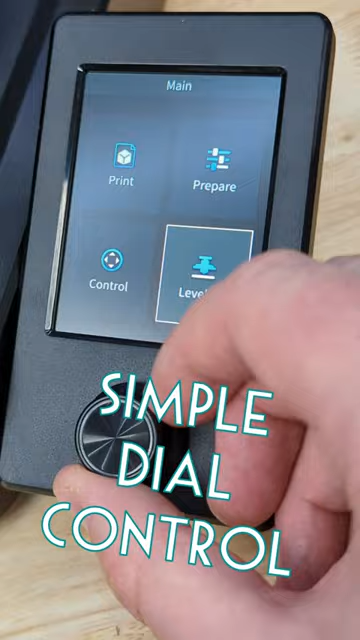 Main
Print
Prepare
Control
SIMPLE
DIAL
CONTROL